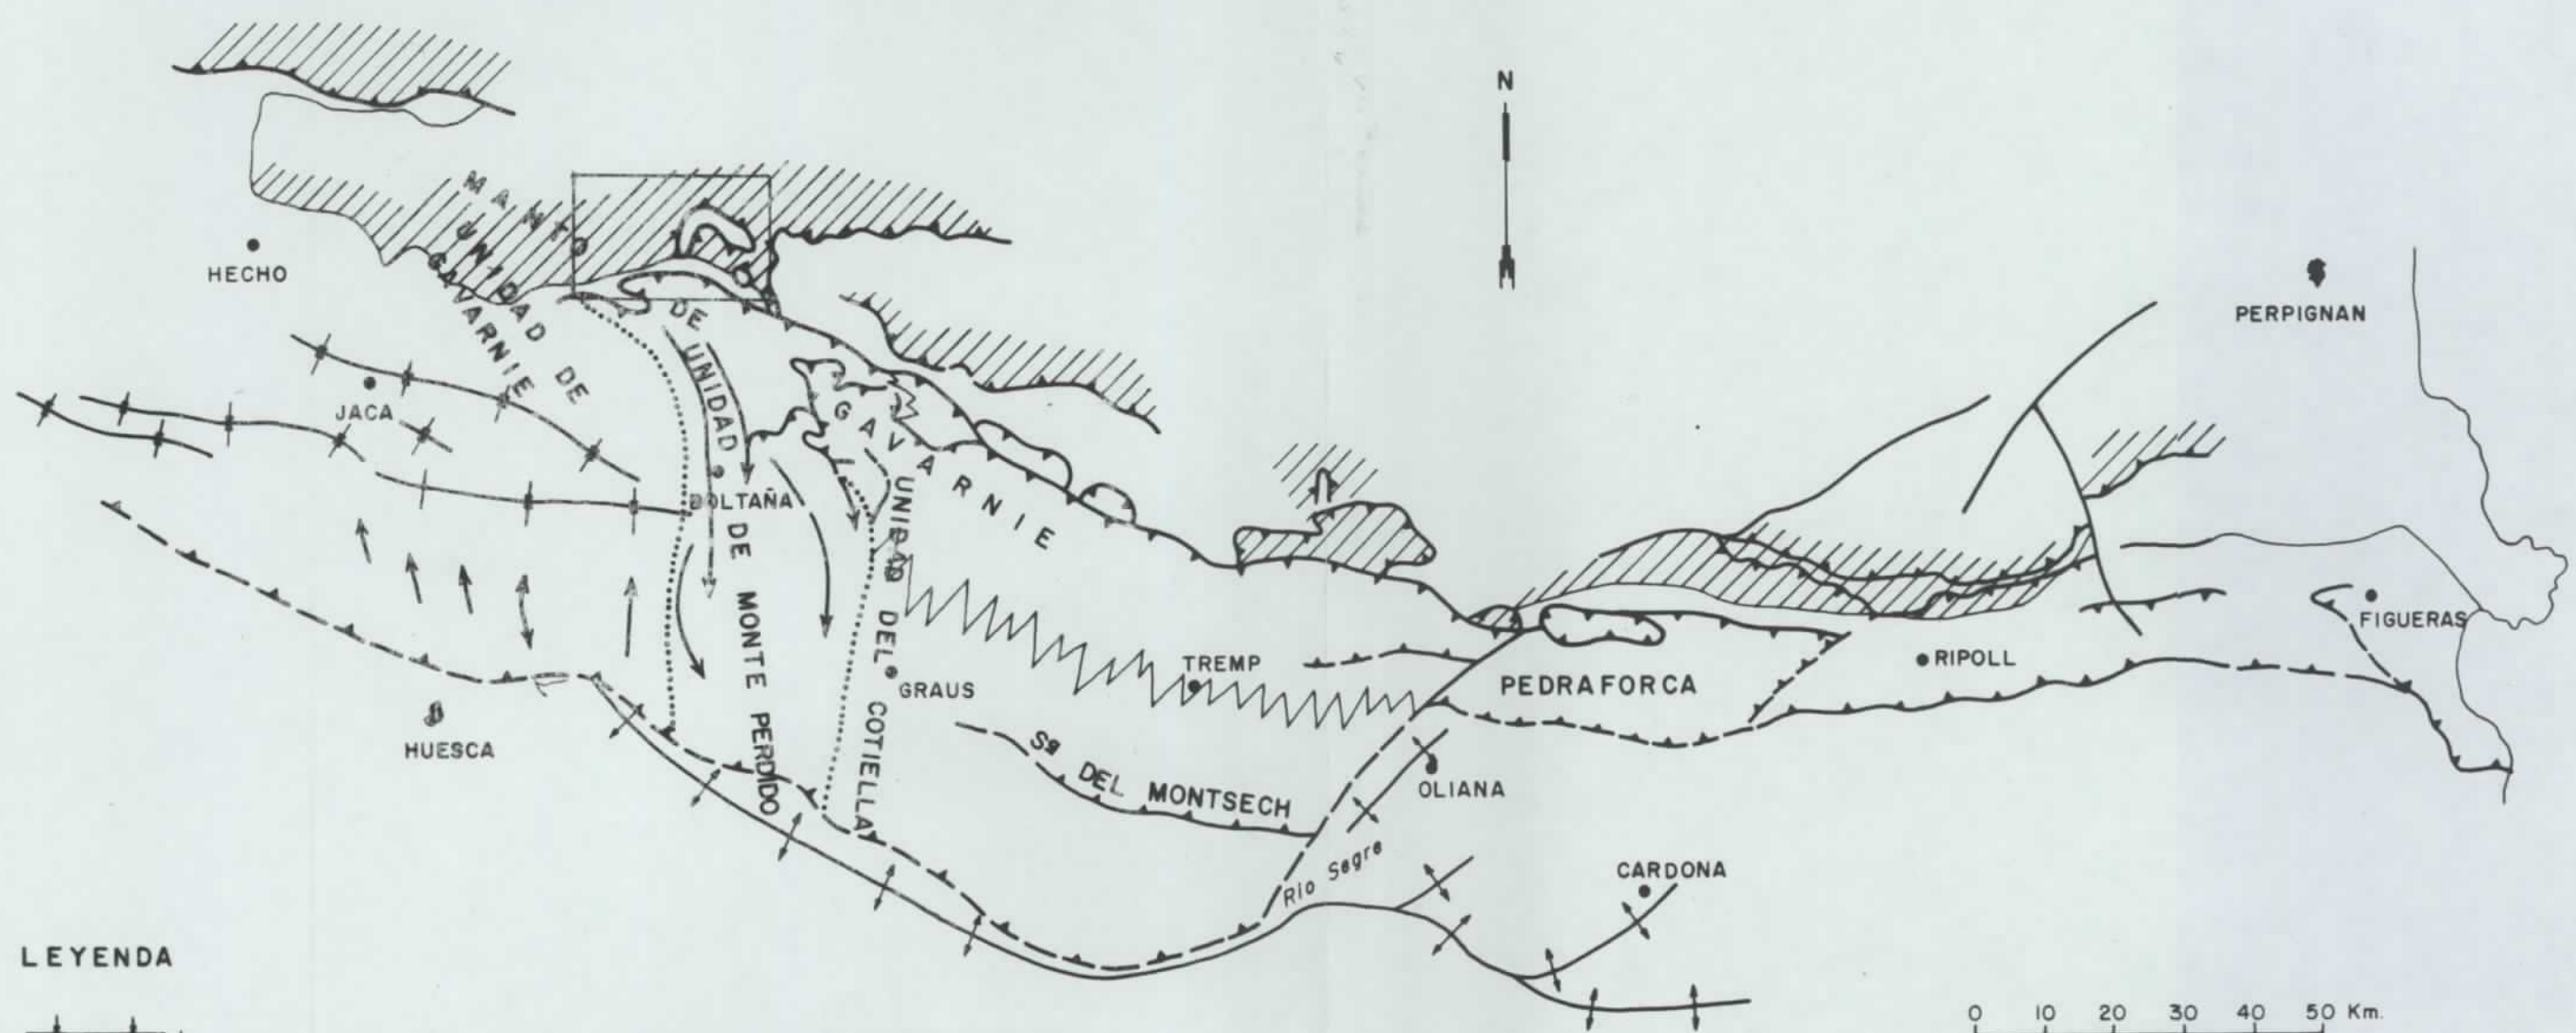 N
MANTO
UNIDAD DE
GAVARNIE
HECHO
DE
UNIDAD
DE MONTE PERDIDO
GAVARNIE
UNIDAD DEL COTIELLA
PERPIGNAN
JACA
BOLTAÑA
FIGUERAS
TREMP
RIPOLL
GRAUS
PEDRAFORCA
HUESCA
Sª DEL MONTSECH
OLIANA
Rio Segre
CARDONA
LEYENDA
0 10 20 30 40 50 Km.